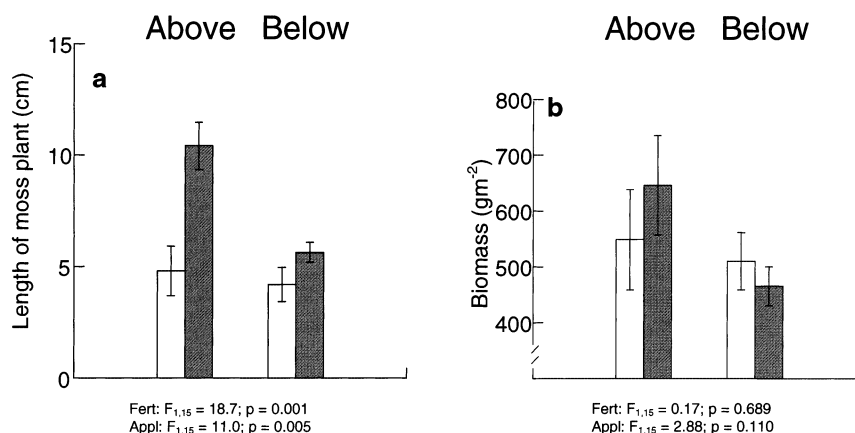 Above Below
15
a
10
5
0
Length of moss plant (cm)
Fert: F1,15 = 18.7; p = 0.001
Appl: F1,15 = 11.0; p = 0.005
Above Below
800
b
700
600
500
400
Biomass (gm-2)
Fert: F1,15 = 0.17; p = 0.689
Appl: F1,15 = 2.88; p = 0.110